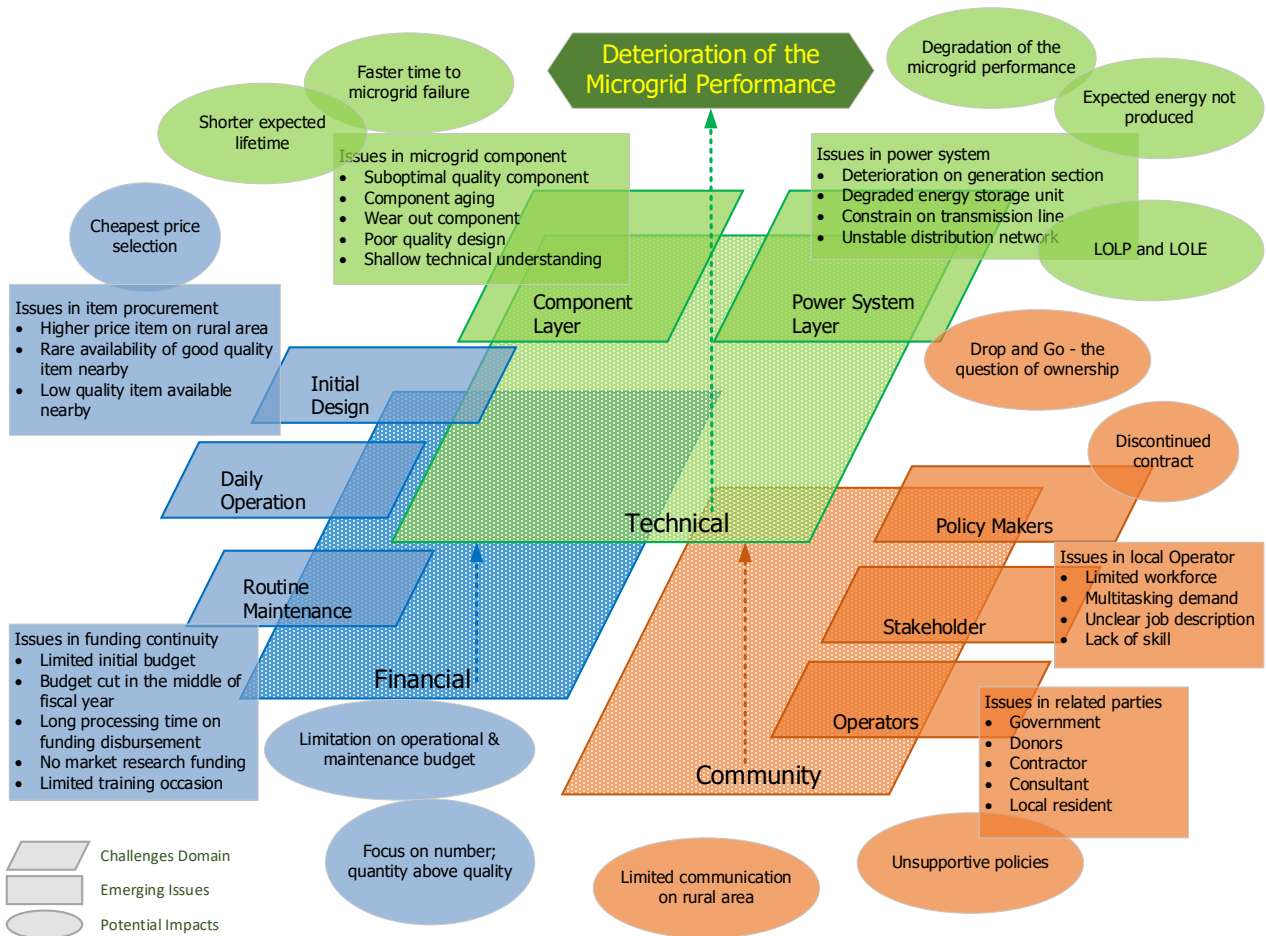 Deterioration of the
Microgrid Performance
Faster time to
microgrid failure
Shorter expected
lifetime
Degradation of the
microgrid performance
Expected energy not
produced
LOLP and LOLE
Issues in microgrid component
• Suboptimal quality component
• Component aging
• Wear out component
• Poor quality design
• Shallow technical understanding
Issues in power system
• Deterioration on generation section
• Degraded energy storage unit
• Constrain on transmission line
• Unstable distribution network
Component
Layer
Power System
Layer
Technical
Cheapest price
selection
Issues in item procurement
• Higher price item on rural area
• Rare availability of good quality
item nearby
• Low quality item available
nearby
Initial
Design
Daily
Operation
Routine
Maintenance
Financial
Issues in funding continuity
• Limited initial budget
• Budget cut in the middle of
fiscal year
• Long processing time on
funding disbursement
• No market research funding
• Limited training occasion
Limitation on operational &
maintenance budget
Focus on number;
quantity above quality
Drop and Go - the
question of ownership
Discontinued
contract
Policy Makers
Stakeholder
Operators
Community
Issues in local Operator
• Limited workforce
• Multitasking demand
• Unclear job description
• Lack of skill
Issues in related parties
• Government
• Donors
• Contractor
• Consultant
• Local resident
Unsupportive policies
Limited communication
on rural area
Challenges Domain
Emerging Issues
Potential Impacts